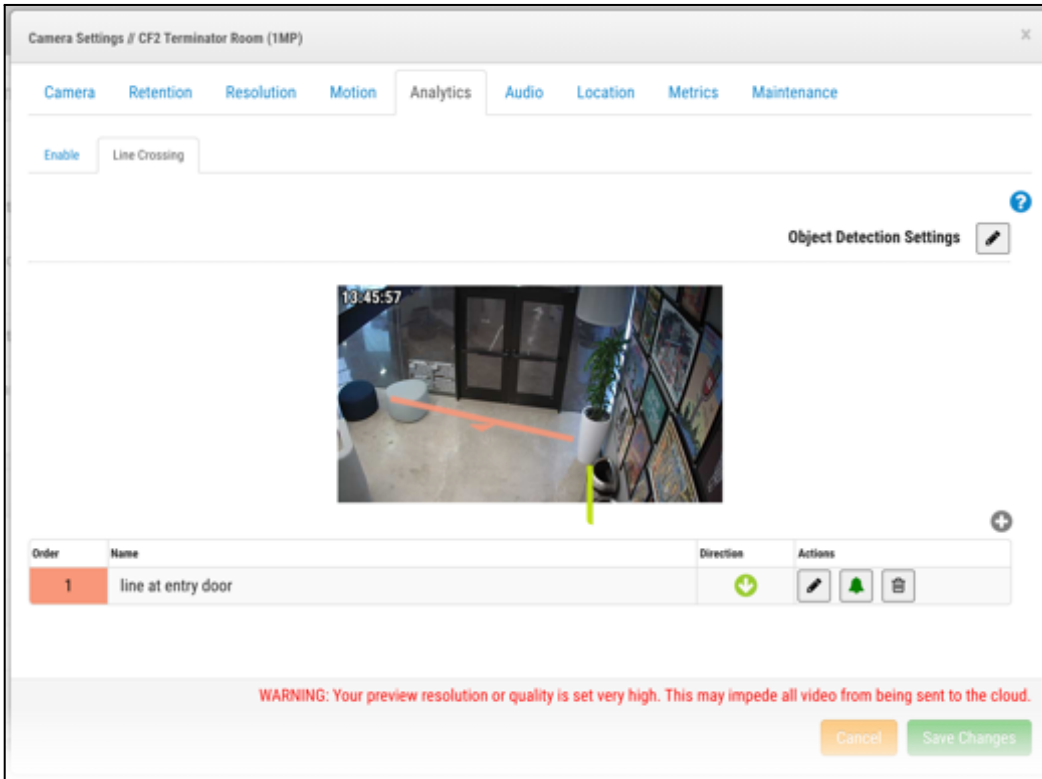 Camera Settings // CF2 Terminator Room (1MP)
Camera Retention Resolution Motion Analytics Audio Location Metrics Maintenance
Enable Line Crossing
Object Detection Settings
13:45:57
Order Name Direction Actions
1 line at entry door
WARNING: Your preview resolution or quality is set very high. This may impede all video from being sent to the cloud.
Cancel Save Changes